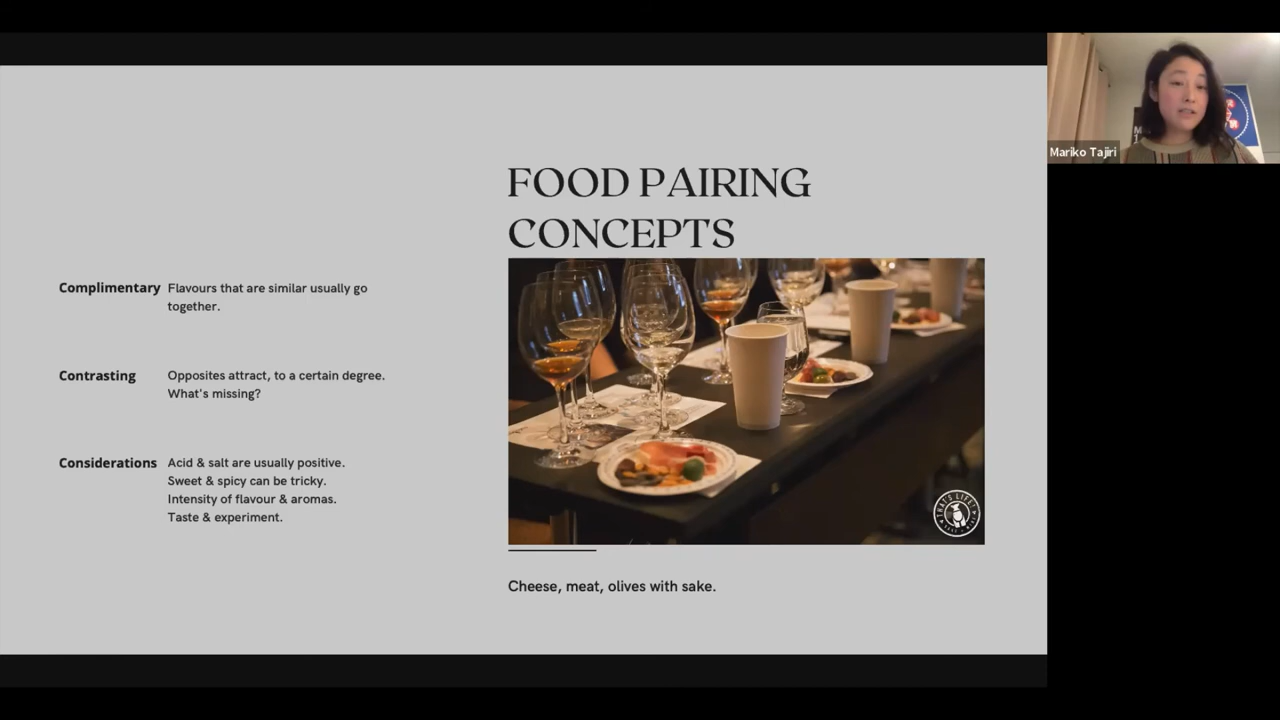 FOOD PAIRING
CONCEPTS
Complimentary Flavours that are similar usually go
together.
Contrasting Opposites attract, to a certain degree.
What's missing?
Considerations Acid & salt are usually positive.
Sweet & spicy can be tricky.
Intensity of flavour & aromas.
Taste & experiment.
THAT'S LIFE
Cheese, meat, olives with sake.
Mariko Tajiri